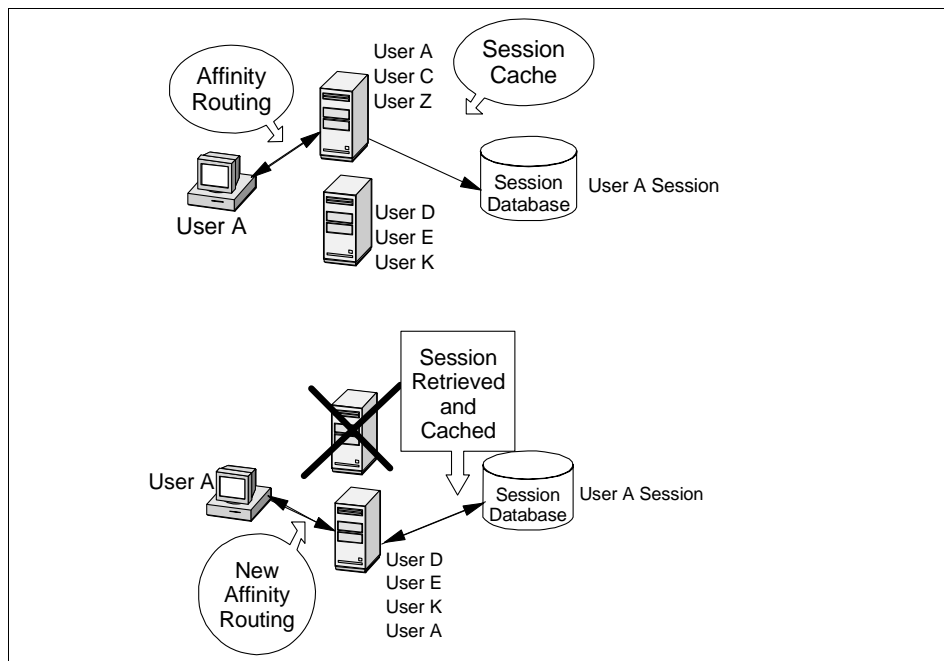 Affinity
Routing
User A
User C
User Z
Session
Cache
User A
User D
User E
User K
Session
Database
User A Session
Session
Retrieved
and
Cached
User A
New
Affinity
Routing
User D
User E
User K
User A
Session
Database
User A Session